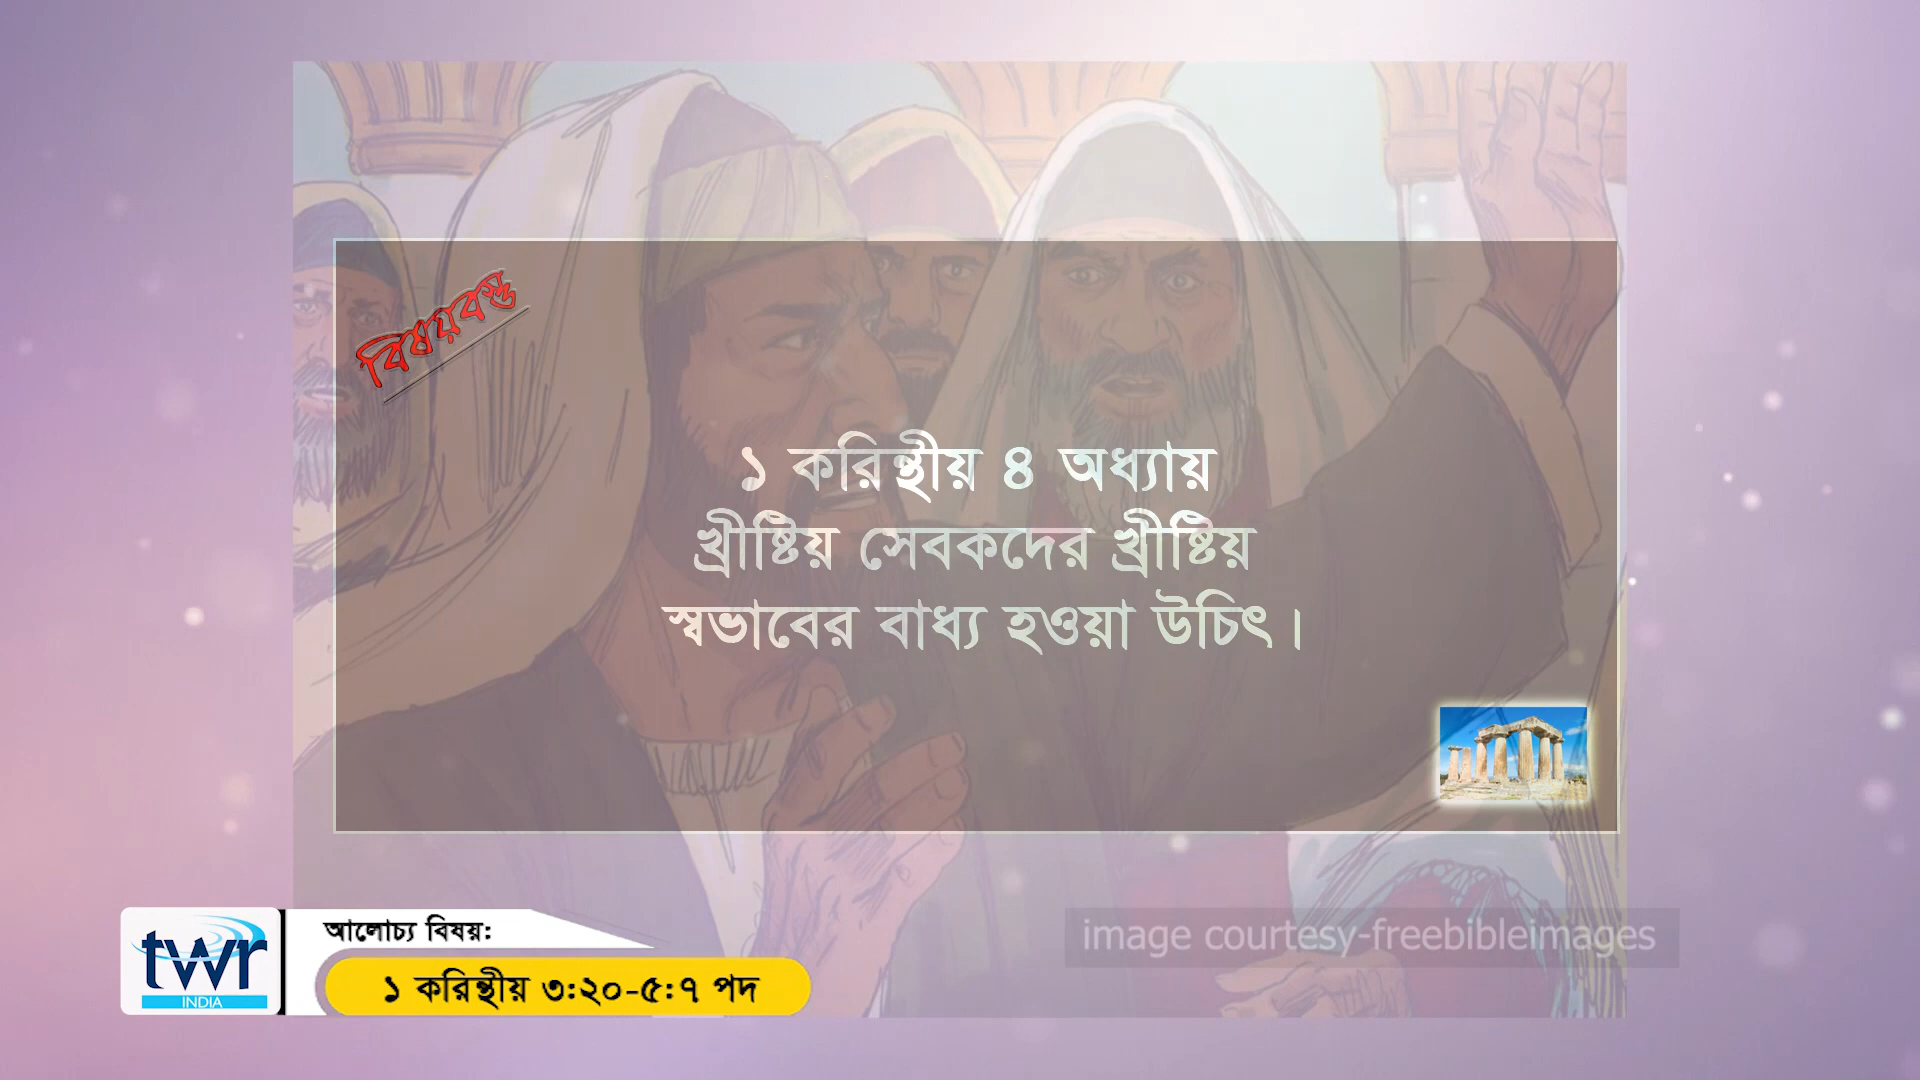 বিষয়বস্তু
১ করিন্থীয় ৪ অধ্যায়
খ্রীষ্টিয় সেবকদের খ্রীষ্টিয়
স্বভাবের বাধ্য হওয়া উচিৎ।
twr
INDIA
আলোচ্য বিষয়:
১ করিন্থীয় ৩:২০-৫:৭ পদ
image courtesy-freebibleimages